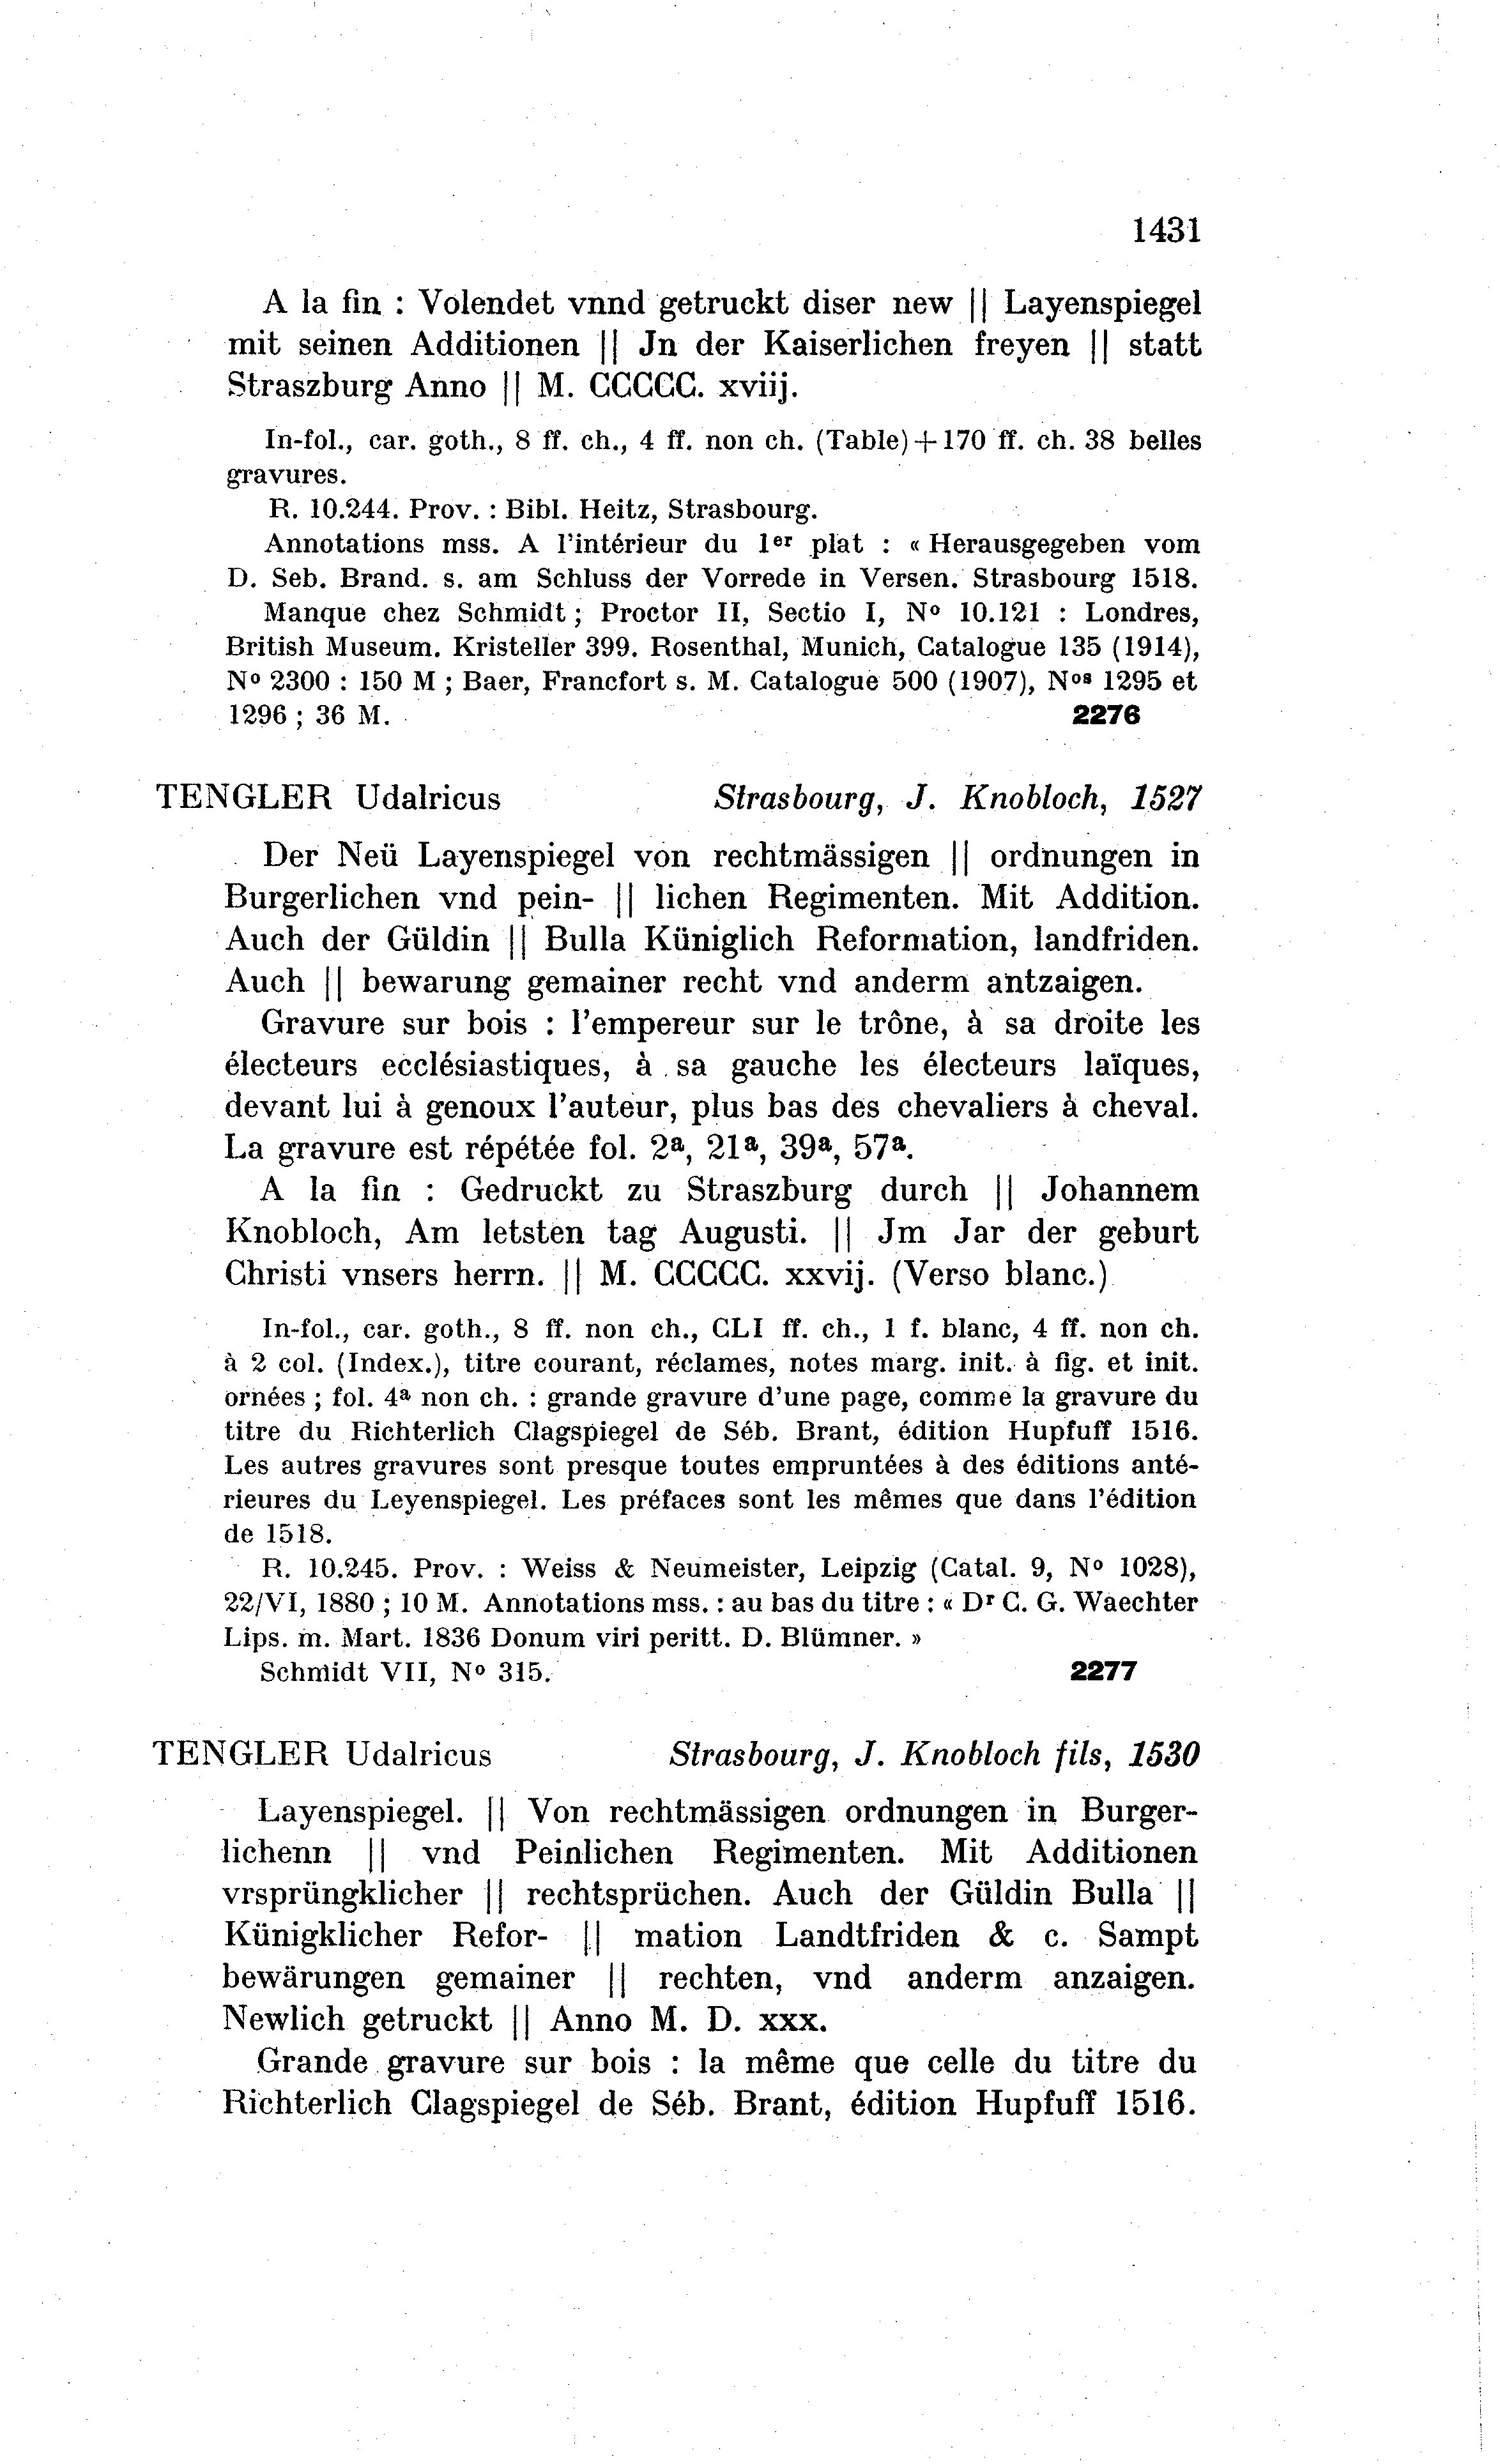 1431
A la fin : Volendet vnnd getruckt diser new || Layenspiegel
mit seinen Additionen || Jn der Kaiserlichen freyen || statt
Straszburg Anno || M. CCCCC. xviij.
In-fol., car. goth., 8 ff. ch., 4 ff. non ch. (Table) + 170 ff. ch. 38 belles
gravures.
R. 10.244. Prov. : Bibl. Heitz, Strasbourg.
Annotations mss. A l'intérieur du 1er plat : « Herausgegeben vom
D. Seb. Brand. s. am Schluss der Vorrede in Versen. Strasbourg 1518.
Manque chez Schmidt ; Proctor II, Sectio I, No 10.121 : Londres,
British Museum. Kristeller 399. Rosenthal, Munich, Catalogue 135 (1914),
No 2300 : 150 M ; Baer, Francfort s. M. Catalogue 500 (1907), Nos 1295 et
1296 ; 36 M. 2276
TENGLER Udalricus Strasbourg, J. Knobloch, 1527
Der Neü Layenspiegel von rechtmässigen || ordnungen in
Burgerlichen vnd pein- || lichen Regimenten. Mit Addition.
Auch der Güldin || Bulla Küniglich Reformation, landfriden.
Auch || bewarung gemainer recht vnd anderm antzaigen.
Gravure sur bois : l'empereur sur le trône, à sa droite les
électeurs ecclésiastiques, à sa gauche les électeurs laïques,
devant lui à genoux l'auteur, plus bas des chevaliers à cheval.
La gravure est répétée fol. 2a, 21a, 39a, 57a.
A la fin : Gedruckt zu Straszburg durch || Johannem
Knobloch, Am letsten tag Augusti. || Jm Jar der geburt
Christi vnsers herrn. || M. CCCCC. xxvij. (Verso blanc.)
In-fol., car. goth., 8 ff. non ch., CLI ff. ch., 1 f. blanc, 4 ff. non ch.
à 2 col. (Index.), titre courant, réclames, notes marg. init. à fig. et init.
ornées ; fol. 4a non ch. : grande gravure d'une page, comme la gravure du
titre du Richterlich Clagspiegel de Séb. Brant, édition Hupfuff 1516.
Les autres gravures sont presque toutes empruntées à des éditions anté-
rieures du Leyenspiegel. Les préfaces sont les mêmes que dans l'édition
de 1518.
R. 10.245. Prov. : Weiss & Neumeister, Leipzig (Catal. 9, No 1028),
22/VI, 1880 ; 10 M. Annotations mss. : au bas du titre : « Dr C. G. Waechter
Lips. m. Mart. 1836 Donum viri peritt. D. Blümner. »
Schmidt VII, No 315. 2277
TENGLER Udalricus Strasbourg, J. Knobloch fils, 1530
Layenspiegel. || Von rechtmässigen ordnungen in Burger-
lichenn || vnd Peinlichen Regimenten. Mit Additionen
vrsprüngklicher || rechtsprüchen. Auch der Güldin Bulla ||
Künigklicher Refor- || mation Landtfriden & c. Sampt
bewärungen gemainer || rechten, vnd anderm anzaigen.
Newlich getruckt || Anno M. D. xxx.
Grande gravure sur bois : la même que celle du titre du
Richterlich Clagspiegel de Séb. Brant, édition Hupfuff 1516.